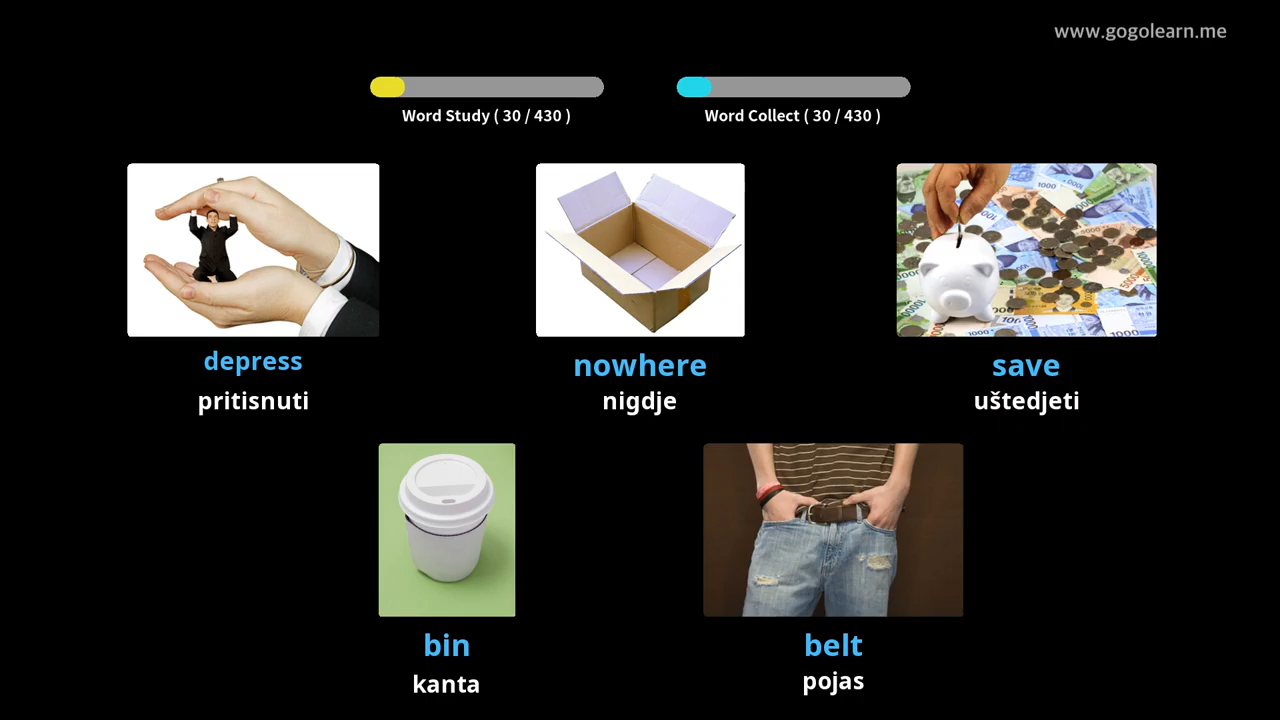 www.gogolearn.me
Word Study ( 30 / 430 )
Word Collect ( 30 / 430 )
depress
pritisnuti
nowhere
nigdje
save
uštedjeti
bin
kanta
belt
pojas